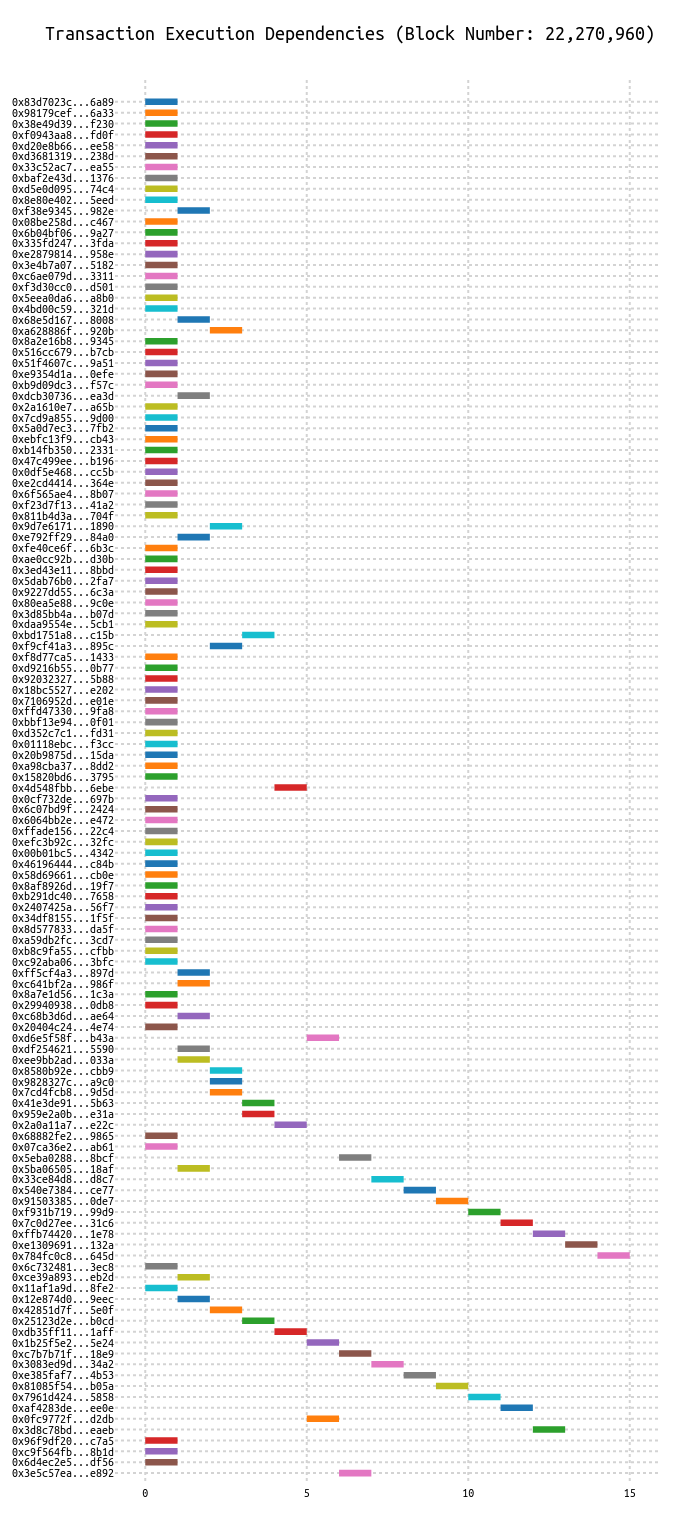 Transaction Execution Dependencies (Block Number: 22,270,960)
0x83d7023c...6a89
0x98179cef...6a33
0x38e49d39...f230
0xf0943aa8...fd0f
0xd20e8b66...ee58
0xd3681319...238d
0x33c52ac7...ea55
0xbaf2e43d...1376
0xd5e0d095...74c4
0x8e80e402...5eed
0xf38e9345...982e
0x08be258d...c467
0x6b04bf06...9a27
0x335fd247...3fda
0xe2879814...958e
0x3e4b7a07...5182
0xc6ae079d...3311
0xf3d30cc0...d501
0x5eea0da6...a8b0
0x4bd00c59...321d
0x68e5d167...8008
0xa628886f...920b
0x8a2e16b8...9345
0x516cc679...b7cb
0x51f4607c...9a51
0xe9354d1a...0efe
0xb9d09dc3...f57c
0xdcb30736...ea3d
0x2a1610e7...a65b
0x7cd9a855...9d00
0x5a0d7ec3...7fb2
0xebfc13f9...cb43
0xb14fb350...2331
0x47c499ee...b196
0x0df5e468...cc5b
0xe2cd4414...364e
0x6f565ae4...8b07
0xf23d7f13...41a2
0x811b4d3a...704f
0x9d7e6171...1890
0xe792ff29...84a0
0xfe40ce6f...6b3c
0xae0cc92b...d30b
0x3ed43e11...8bbd
0x5dab76b0...2fa7
0x9227dd55...6c3a
0x80ea5e88...9c0e
0x3d85bb4a...b07d
0xdaa9554e...5cb1
0xbd1751a8...c15b
0xf9cf41a3...895c
0xf8d77ca5...1433
0xd9216b55...0b77
0x92032327...5b88
0x18bc5527...e202
0x7106952d...e01e
0xffd47330...9fa8
0xbbf13e94...0f01
0xd352c7c1...fd31
0x01118ebc...f3cc
0x20b9875d...15da
0xa98cba37...8dd2
0x15820bd6...3795
0x4d548fbb...6ebe
0x0cf732de...697b
0x6c07bd9f...2424
0x6064bb2e...e472
0xffade156...22c4
0xefc3b92c...32fc
0x00b01bc5...4342
0x46196444...c84b
0x58d69661...cb0e
0x8af8926d...19f7
0xb291dc40...7658
0x2407425a...56f7
0x34df8155...1f5f
0x8d577833...da5f
0xa59db2fc...3cd7
0xb8c9fa55...cfbb
0xc92aba06...3bfc
0xff5cf4a3...897d
0xc641bf2a...986f
0x8a7e1d56...1c3a
0x29940938...0db8
0xc68b3d6d...ae64
0x20404c24...4e74
0xd6e5f58f...b43a
0xdf254621...5590
0xee9bb2ad...033a
0x8580b92e...cbb9
0x9828327c...a9c0
0x7cd4fcb8...9d5d
0x41e3de91...5b63
0x959e2a0b...e31a
0x2a0a11a7...e22c
0x68882fe2...9865
0x07ca36e2...ab61
0x5eba0288...8bcf
0x5ba06505...18af
0x33ce84d8...d8c7
0x540e7384...ce77
0x91503385...0de7
0xf931b719...99d9
0x7c0d27ee...31c6
0xffb74420...1e78
0xe1309691...132a
0x784fc0c8...645d
0x6c732481...3ec8
0xce39a893...eb2d
0x11af1a9d...8fe2
0x12e874d0...9eec
0x42851d7f...5e0f
0x25123d2e...b0cd
0xdb35ff11...1aff
0x1b25f5e2...5e24
0xc7b7b71f...18e9
0x3083ed9d...34a2
0xe385faf7...4b53
0x81085f54...b05a
0x7961d424...5858
0xaf4283de...ee0e
0x0fc9772f...d2db
0x3d8c78bd...eaeb
0x96f9df20...c7a5
0xc9f564fb...8b1d
0x6d4ec2e5...df56
0x3e5c57ea...e892
0 5 10 15